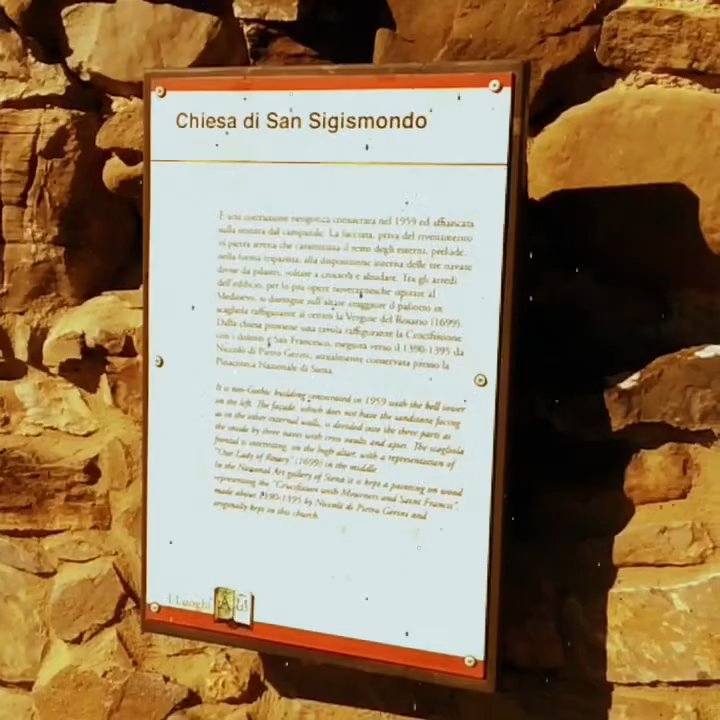 Chiesa di San Sigismondo
È una costruzione neogotica consacrata nel 1959 ed affiancata
sulla sinistra dal campanile. La facciata, priva del rivestimento
in pietra serena che caratterizza il resto degli esterni, prelude,
nella forma tripartita, alla disposizione interna delle tre navate
divise da pilastri, voltate a crociera e absidate. Tra gli arredi
dell'edificio, per lo più opere novecentesche ispirate al
Medioevo, si distingue sull'altare maggiore il paliotto in
scagliola raffigurante al centro la Vergine del Rosario (1699).
Dalla chiesa proviene una tavola raffigurante la Crocifissione
con i dolenti e San Francesco, eseguita verso il 1390-1395 da
Niccolò di Pietro Gerini, attualmente conservata presso la
Pinacoteca Nazionale di Siena.
It is neo-Gothic building consecrated in 1959 with the bell tower
on the left. The façade, which does not have the sandstone facing
as in the other external walls, is divided into the three parts as
the inside by three naves with cross vaults and apses. The scagliola
frontal is interesting, on the high altar, with a representation of
"Our Lady of Rosary" (1699) in the middle
In the National Art gallery of Siena it is kept a painting on wood
representing the "Crucifixion with Mourners and Saint Francis".
made about 1390-1395 by Niccolò di Pietro Gerini and
originally kept in this church.
I Luoghi